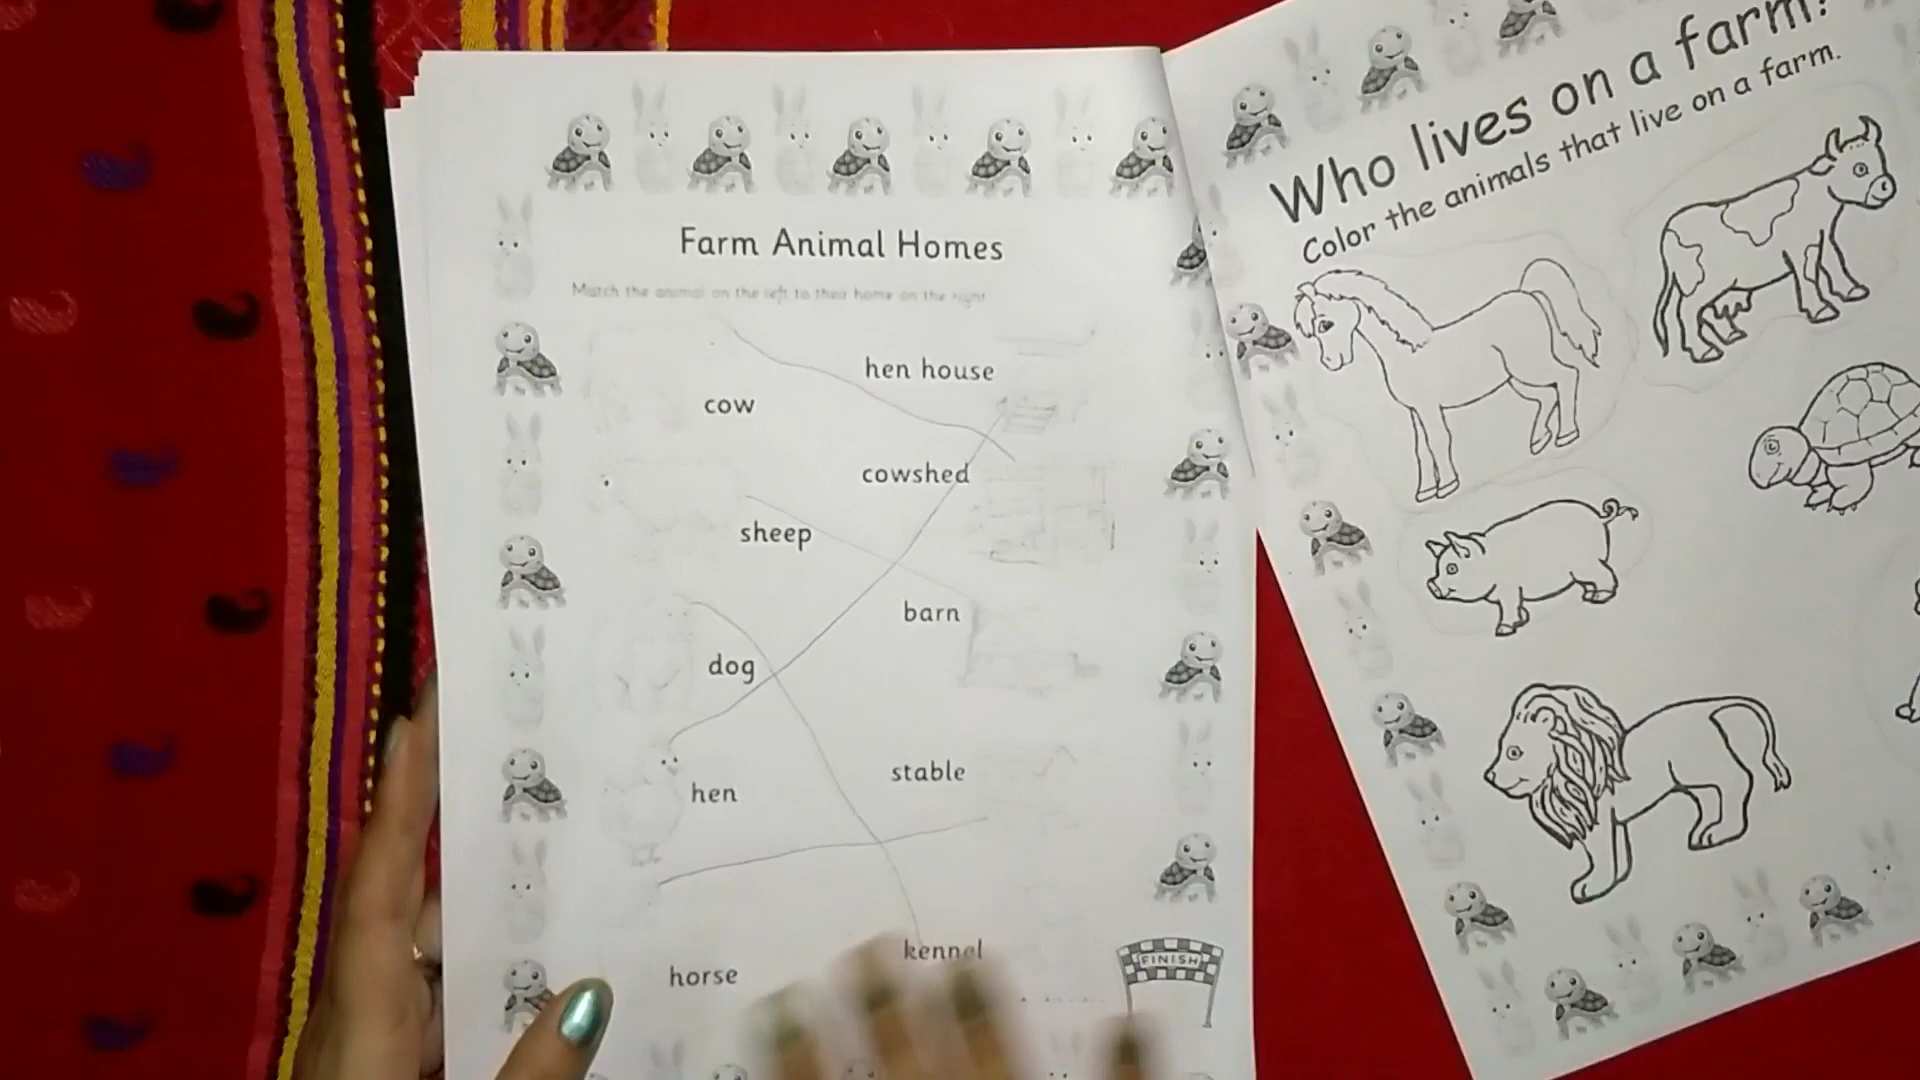 Farm Animal Homes
Match the animal on the left to their home on the right
hen house
cow
cowshed
sheep
barn
dog
stable
hen
kennel
horse
FINISH
Who lives on a farm?
Color the animals that live on a farm.